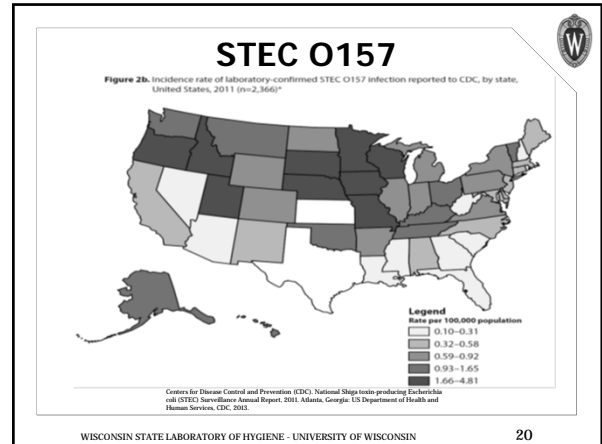 STEC O157
W
Figure 2b. Incidence rate of laboratory-confirmed STEC O157 infection reported to CDC, by state,
United States, 2011 (n=2,366)*
Legend
Rate per 100,000 population
0.10–0.31
0.32–0.58
0.59–0.92
0.93–1.65
1.66–4.81
Centers for Disease Control and Prevention (CDC). National Shiga toxin-producing Escherichia
coli (STEC) Surveillance Annual Report, 2011. Atlanta, Georgia: US Department of Health and
Human Services, CDC, 2013.
WISCONSIN STATE LABORATORY OF HYGIENE - UNIVERSITY OF WISCONSIN
20